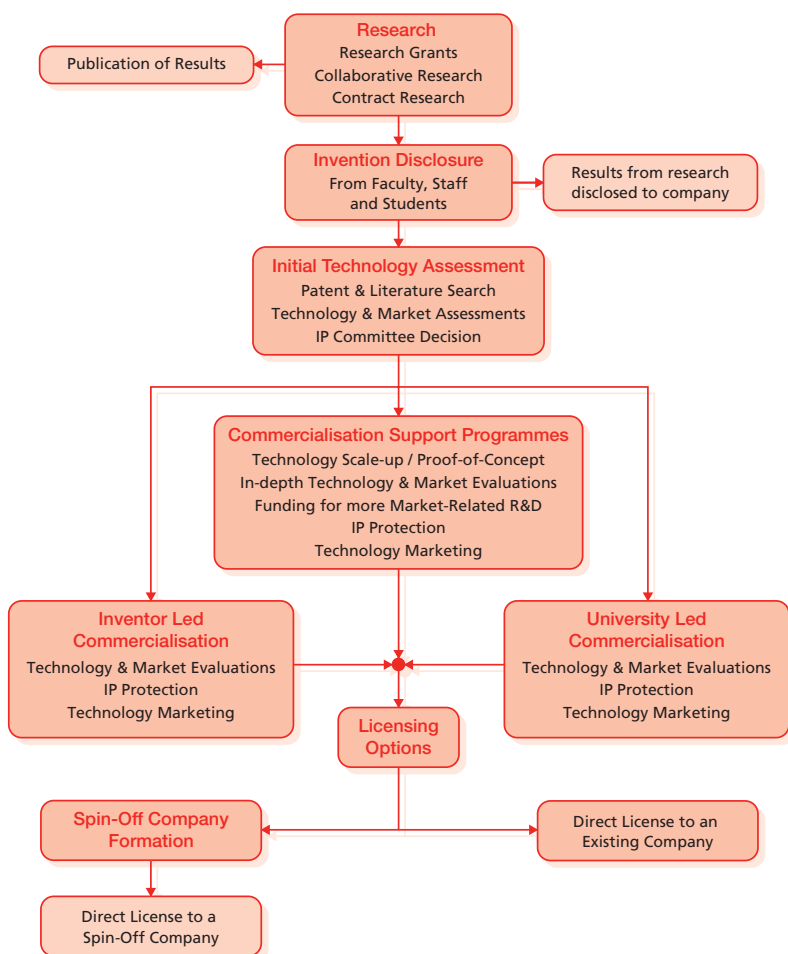 Research
Research Grants
Collaborative Research
Contract Research
Publication of Results
Invention Disclosure
From Faculty, Staff
and Students
Results from research
disclosed to company
Initial Technology Assessment
Patent & Literature Search
Technology & Market Assessments
IP Committee Decision
Commercialisation Support Programmes
Technology Scale-up / Proof-of-Concept
In-depth Technology & Market Evaluations
Funding for more Market-Related R&D
IP Protection
Technology Marketing
Inventor Led
Commercialisation
Technology & Market Evaluations
IP Protection
Technology Marketing
University Led
Commercialisation
Technology & Market Evaluations
IP Protection
Technology Marketing
Licensing
Options
Spin-Off Company
Formation
Direct License to an
Existing Company
Direct License to a
Spin-Off Company